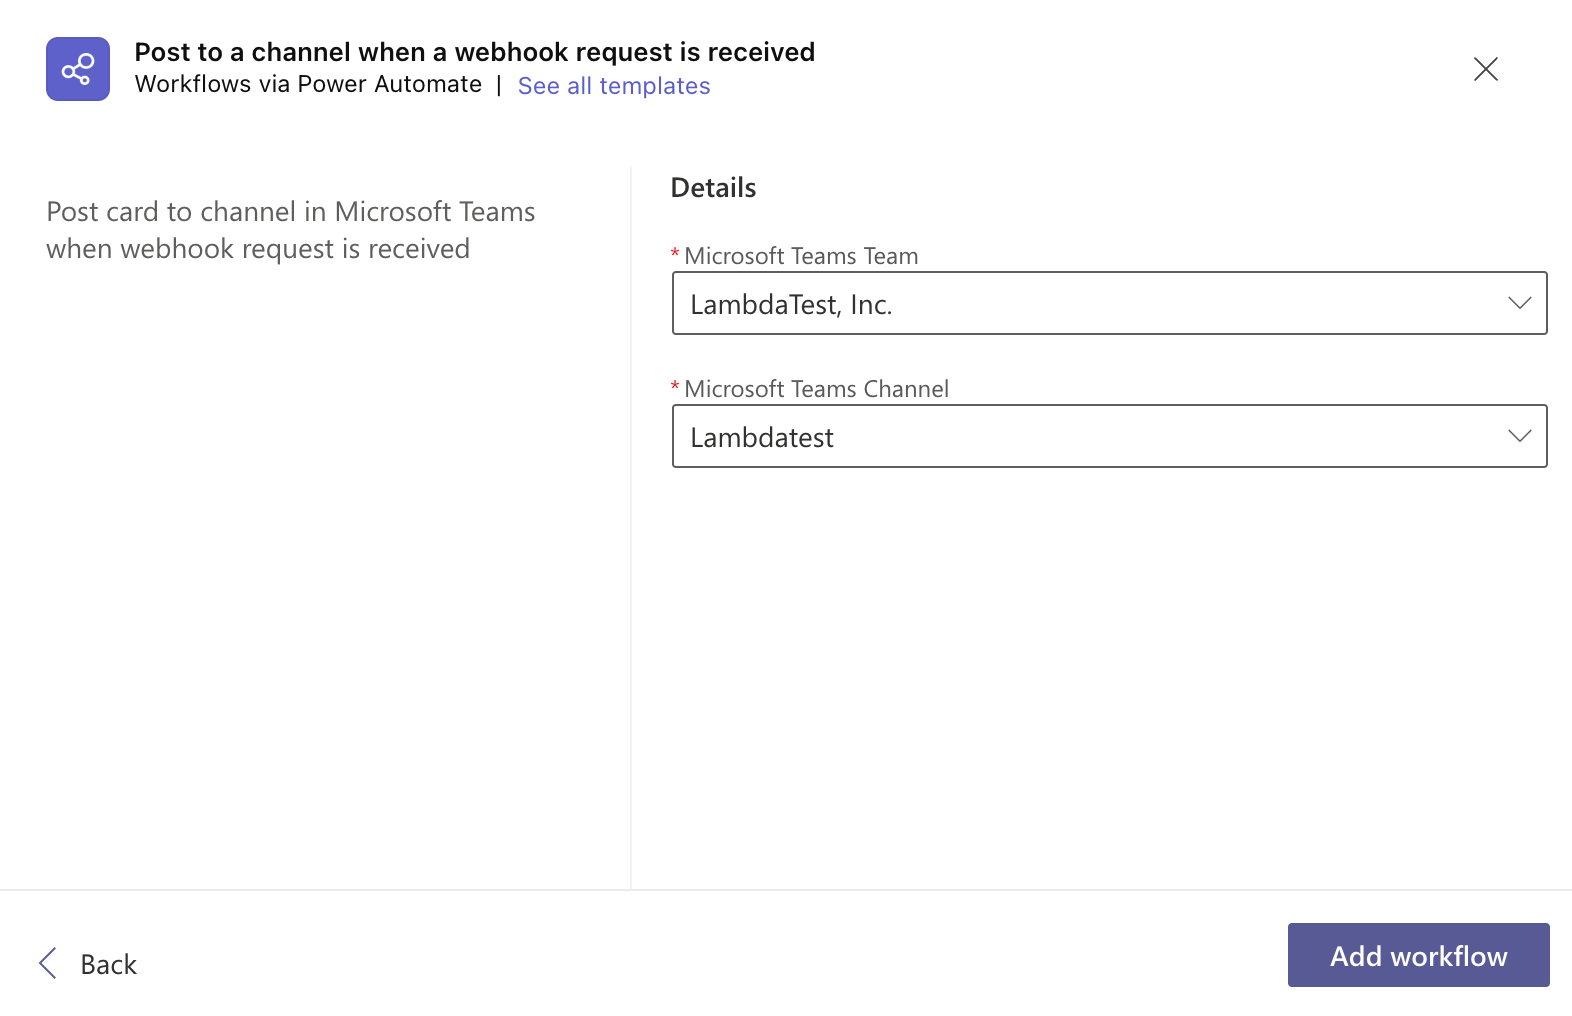 Post to a channel when a webhook request is received
Workflows via Power Automate | See all templates
Post card to channel in Microsoft Teams
when webhook request is received
Details
* Microsoft Teams Team
LambdaTest, Inc.
* Microsoft Teams Channel
Lambdatest
Back
Add workflow